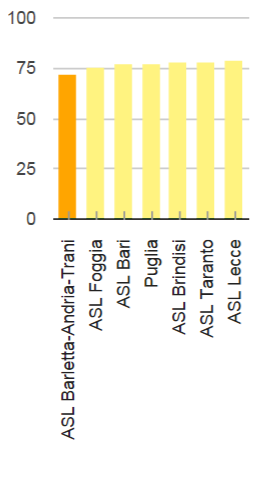 100
75
50
25
0
ASL Barletta-Andria-Trani
ASL Foggia
ASL Bari
Puglia
ASL Brindisi
ASL Taranto
ASL Lecce